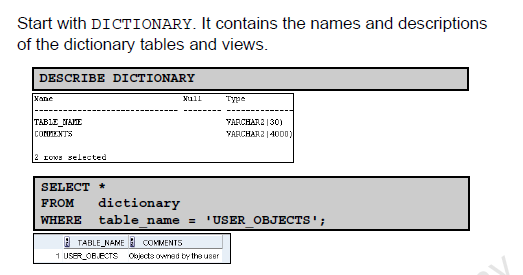 Start with DICTIONARY. It contains the names and descriptions
of the dictionary tables and views.
DESCRIBE DICTIONARY
Name Null Type
------------------------------ -------- --------------
TABLE_NAME VARCHAR2(30)
COMMENTS VARCHAR2(4000)
2 rows selected
SELECT *
FROM dictionary
WHERE table_name = 'USER_OBJECTS';
TABLE_NAME COMMENTS
1 USER_OBJECTS Objects owned by the user